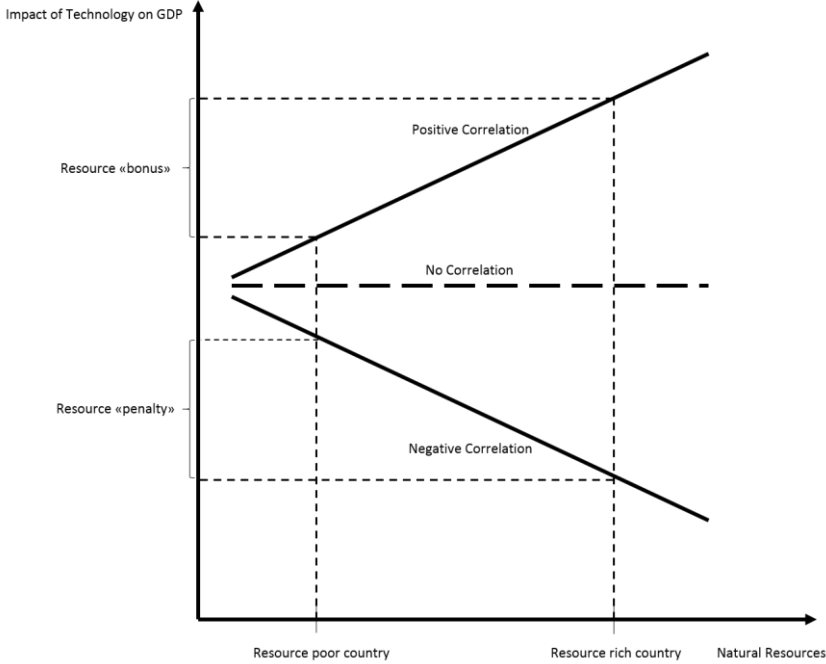 Impact of Technology on GDP
Positive Correlation
Resource «bonus»
No Correlation
Resource «penalty»
Negative Correlation
Resource poor country
Resource rich country
Natural Resources